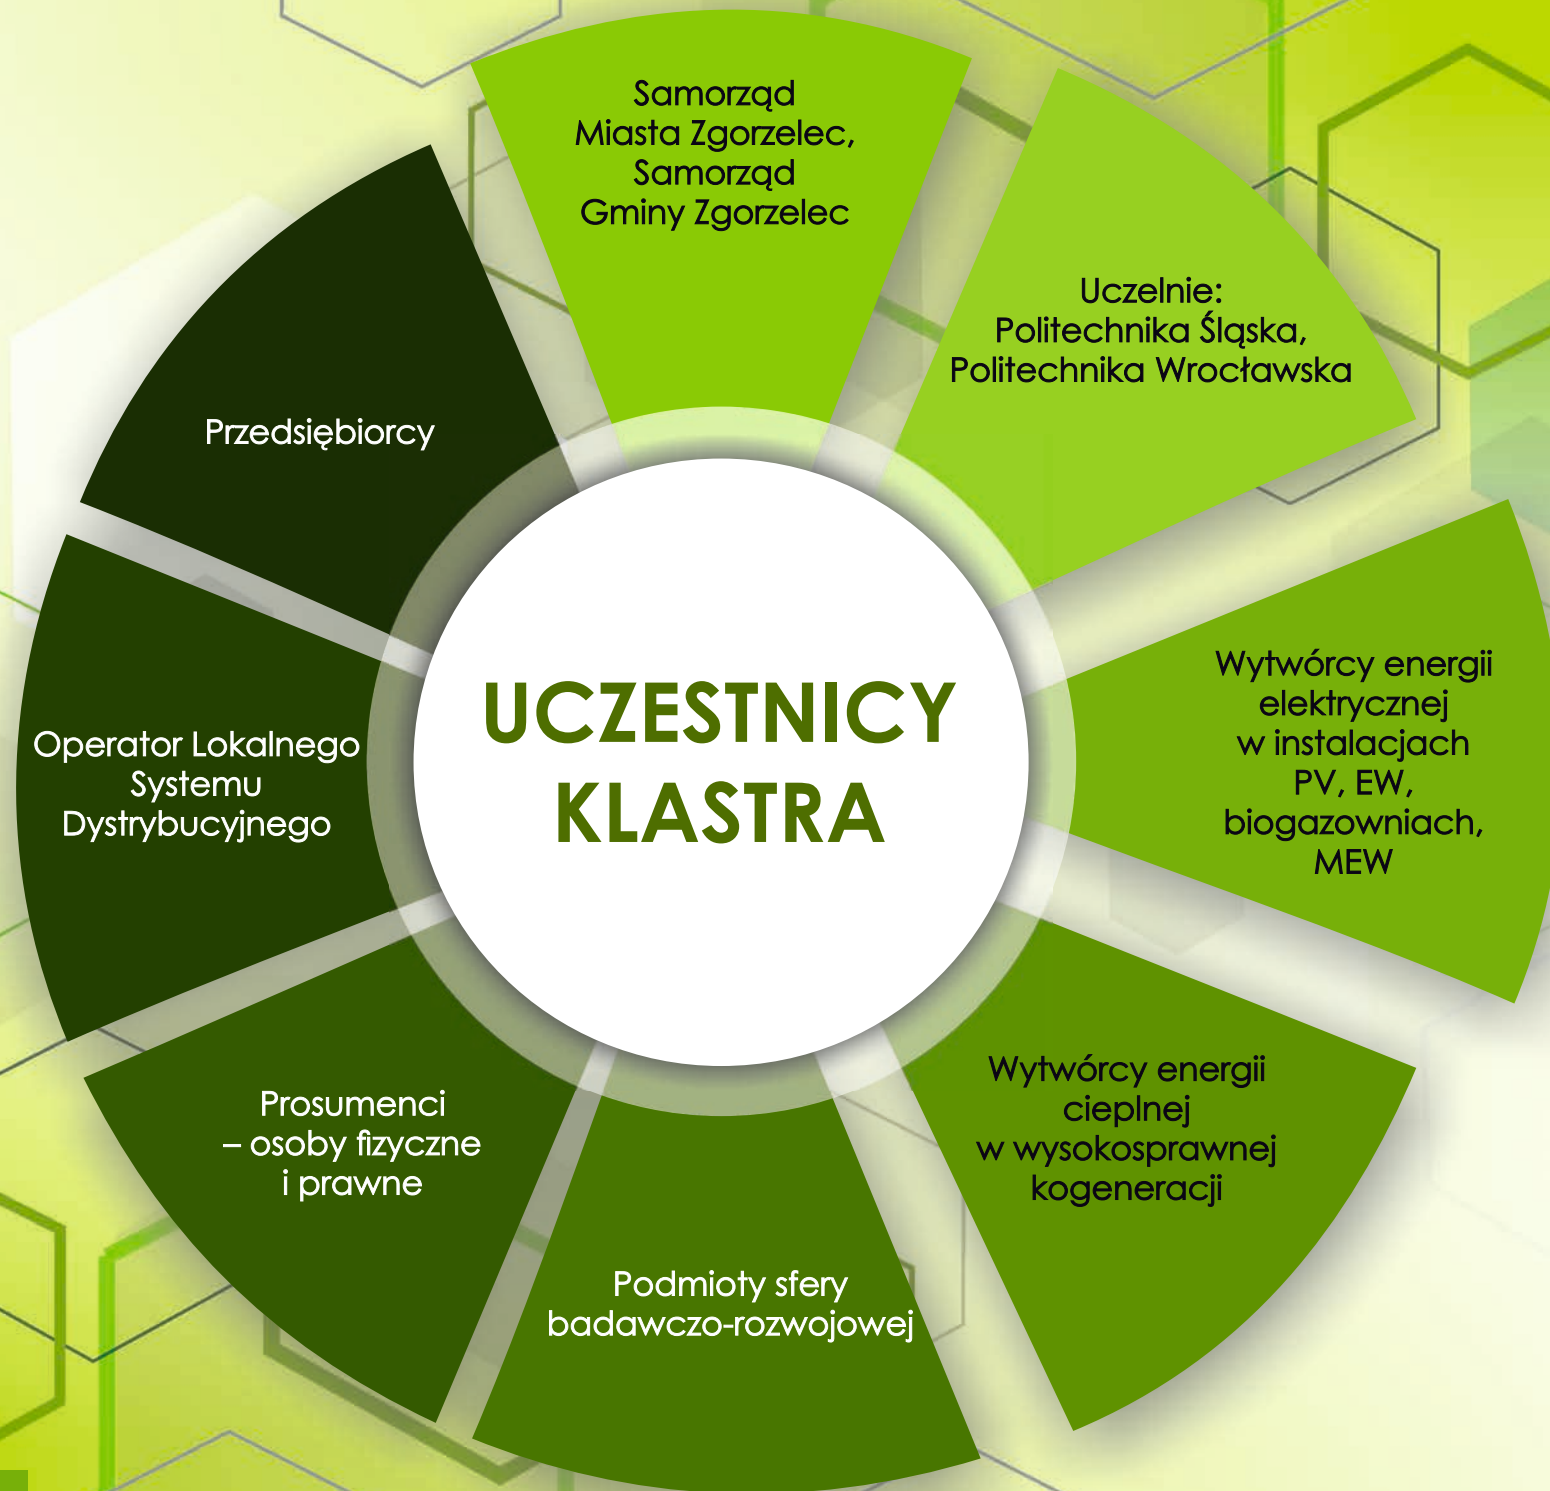 Samorząd
Miasta Zgorzelec,
Samorząd
Gminy Zgorzelec
Uczelnie:
Politechnika Śląska,
Politechnika Wrocławska
Wytwórcy energii
elektrycznej
w instalacjach
PV, EW,
biogazowniach,
MEW
Wytwórcy energii
cieplnej
w wysokosprawnej
kogeneracji
Podmioty sfery
badawczo-rozwojowej
Prosumenci
– osoby fizyczne
i prawne
Operator Lokalnego
Systemu
Dystrybucyjnego
Przedsiębiorcy
UCZESTNICY
KLASTRA